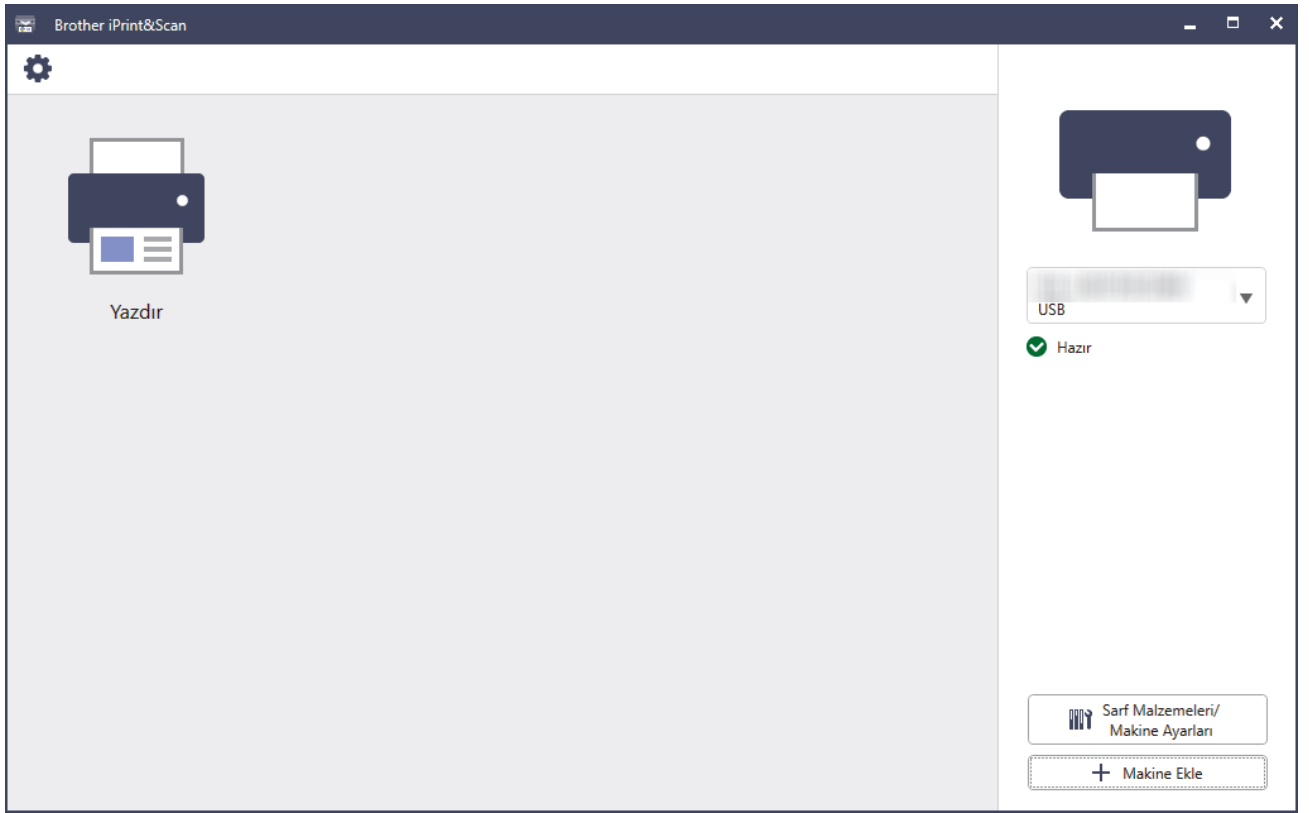 Brother iPrint&Scan
Yazdır
USB
Hazır
Sarf Malzemeleri/
Makine Ayarları
Makine Ekle